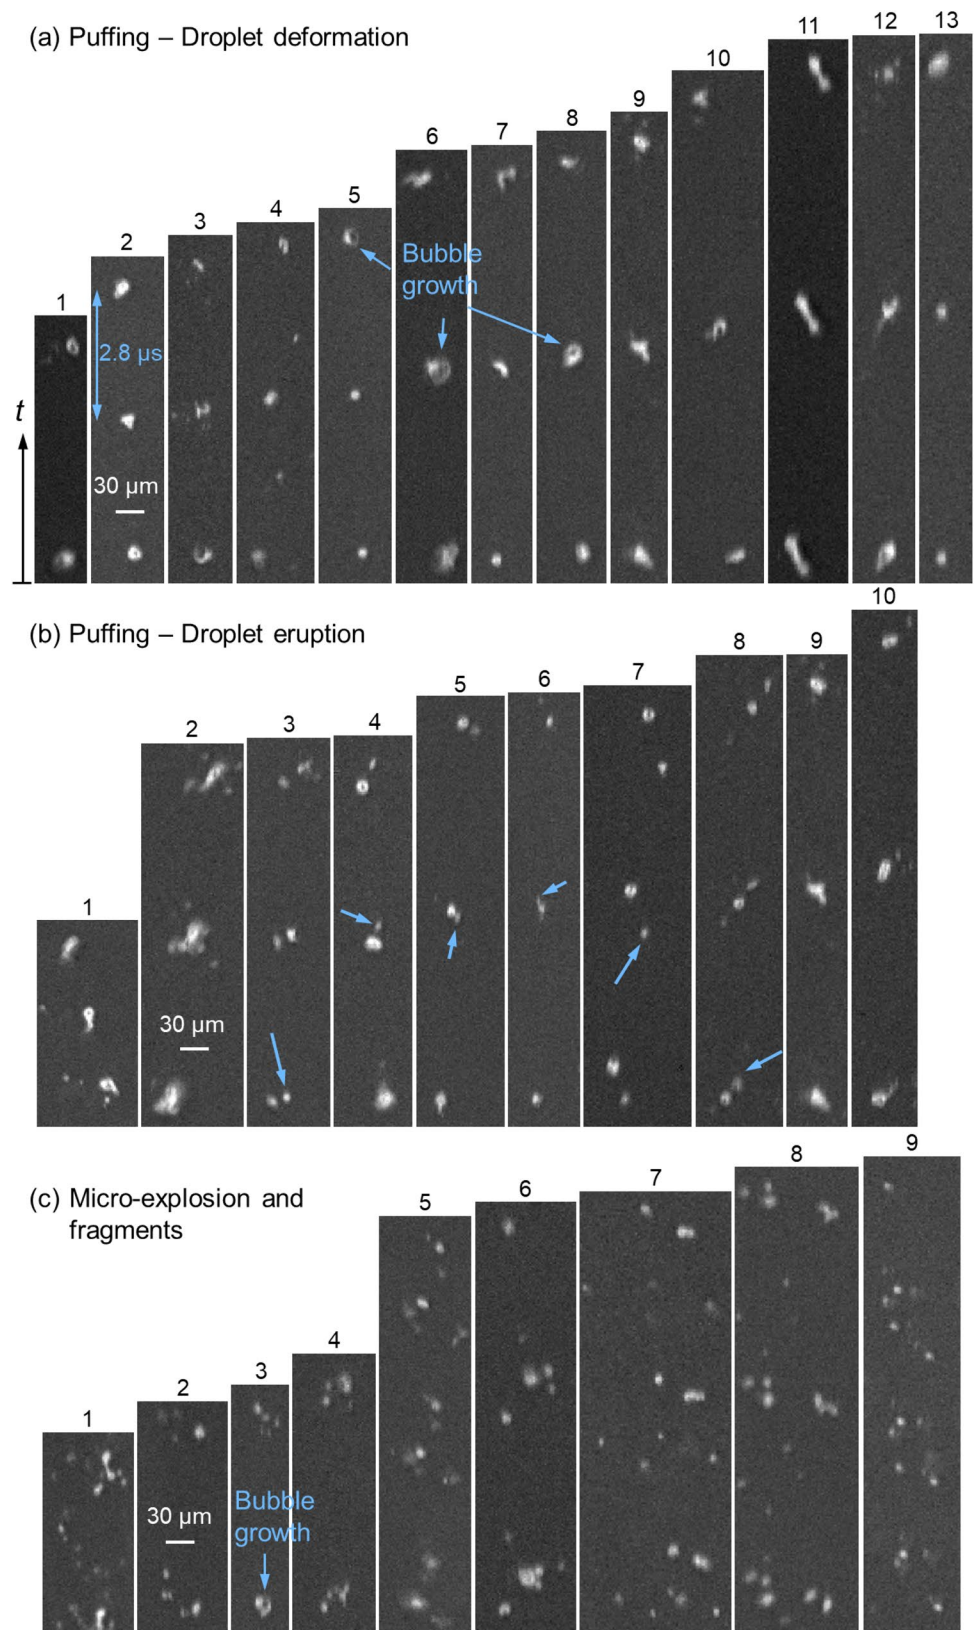 (a) Puffing – Droplet deformation
1
2
3
4
5
6
7
8
9
10
11
12
13
Bubble
growth
2.8 µs
t
30 µm
(b) Puffing – Droplet eruption
1
2
3
4
5
6
7
8
9
10
30 µm
(c) Micro-explosion and
fragments
1
2
3
4
5
6
7
8
9
Bubble
growth
30 µm